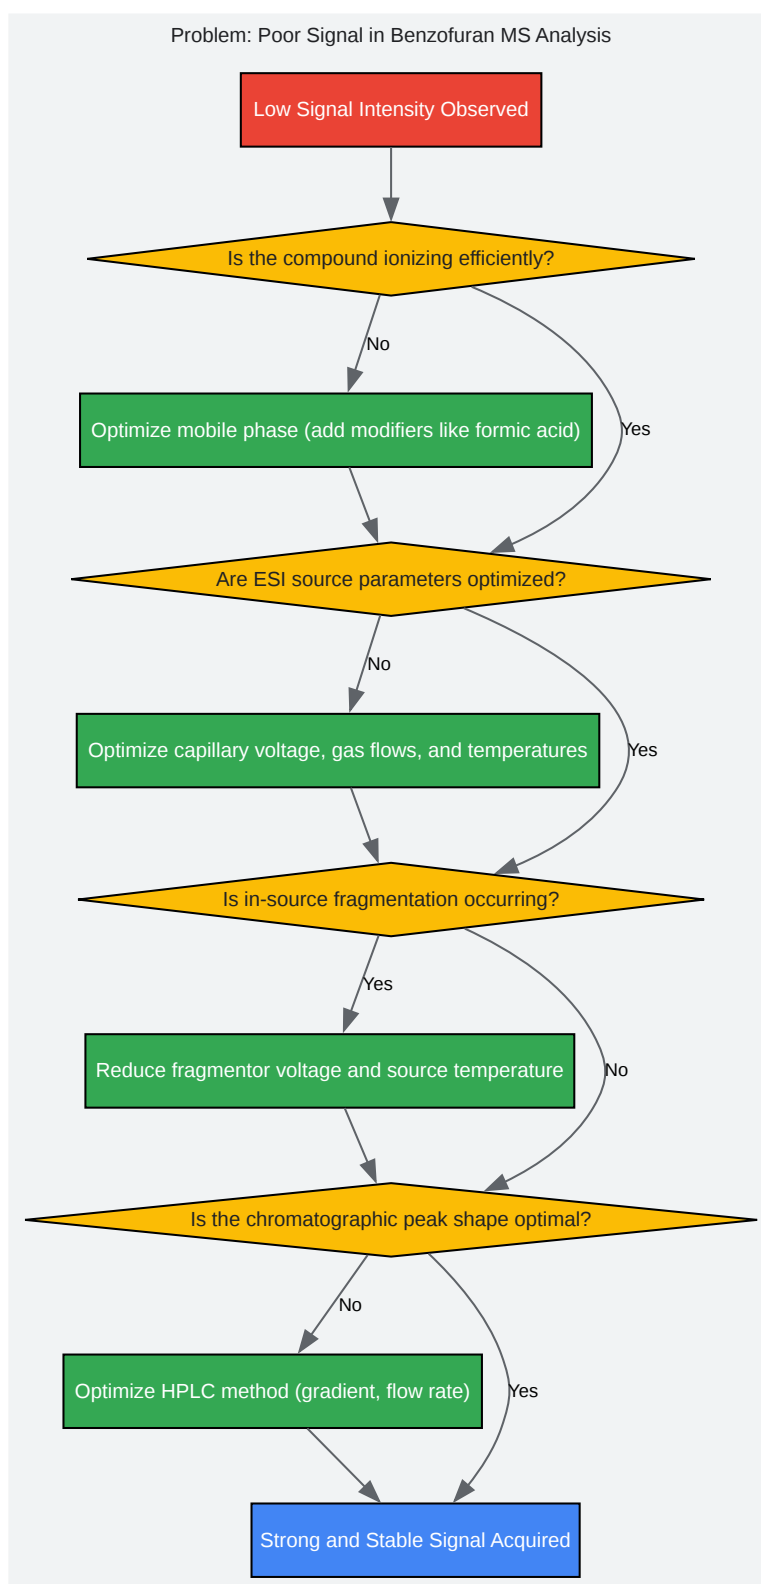 Problem: Poor Signal in Benzofuran MS Analysis
Low Signal Intensity Observed
Is the compound ionizing efficiently?
No
Optimize mobile phase (add modifiers like formic acid)
Yes
Are ESI source parameters optimized?
No
Optimize capillary voltage, gas flows, and temperatures
Yes
Is in-source fragmentation occurring?
Yes
Reduce fragmentor voltage and source temperature
No
Is the chromatographic peak shape optimal?
No
Optimize HPLC method (gradient, flow rate)
Yes
Strong and Stable Signal Acquired